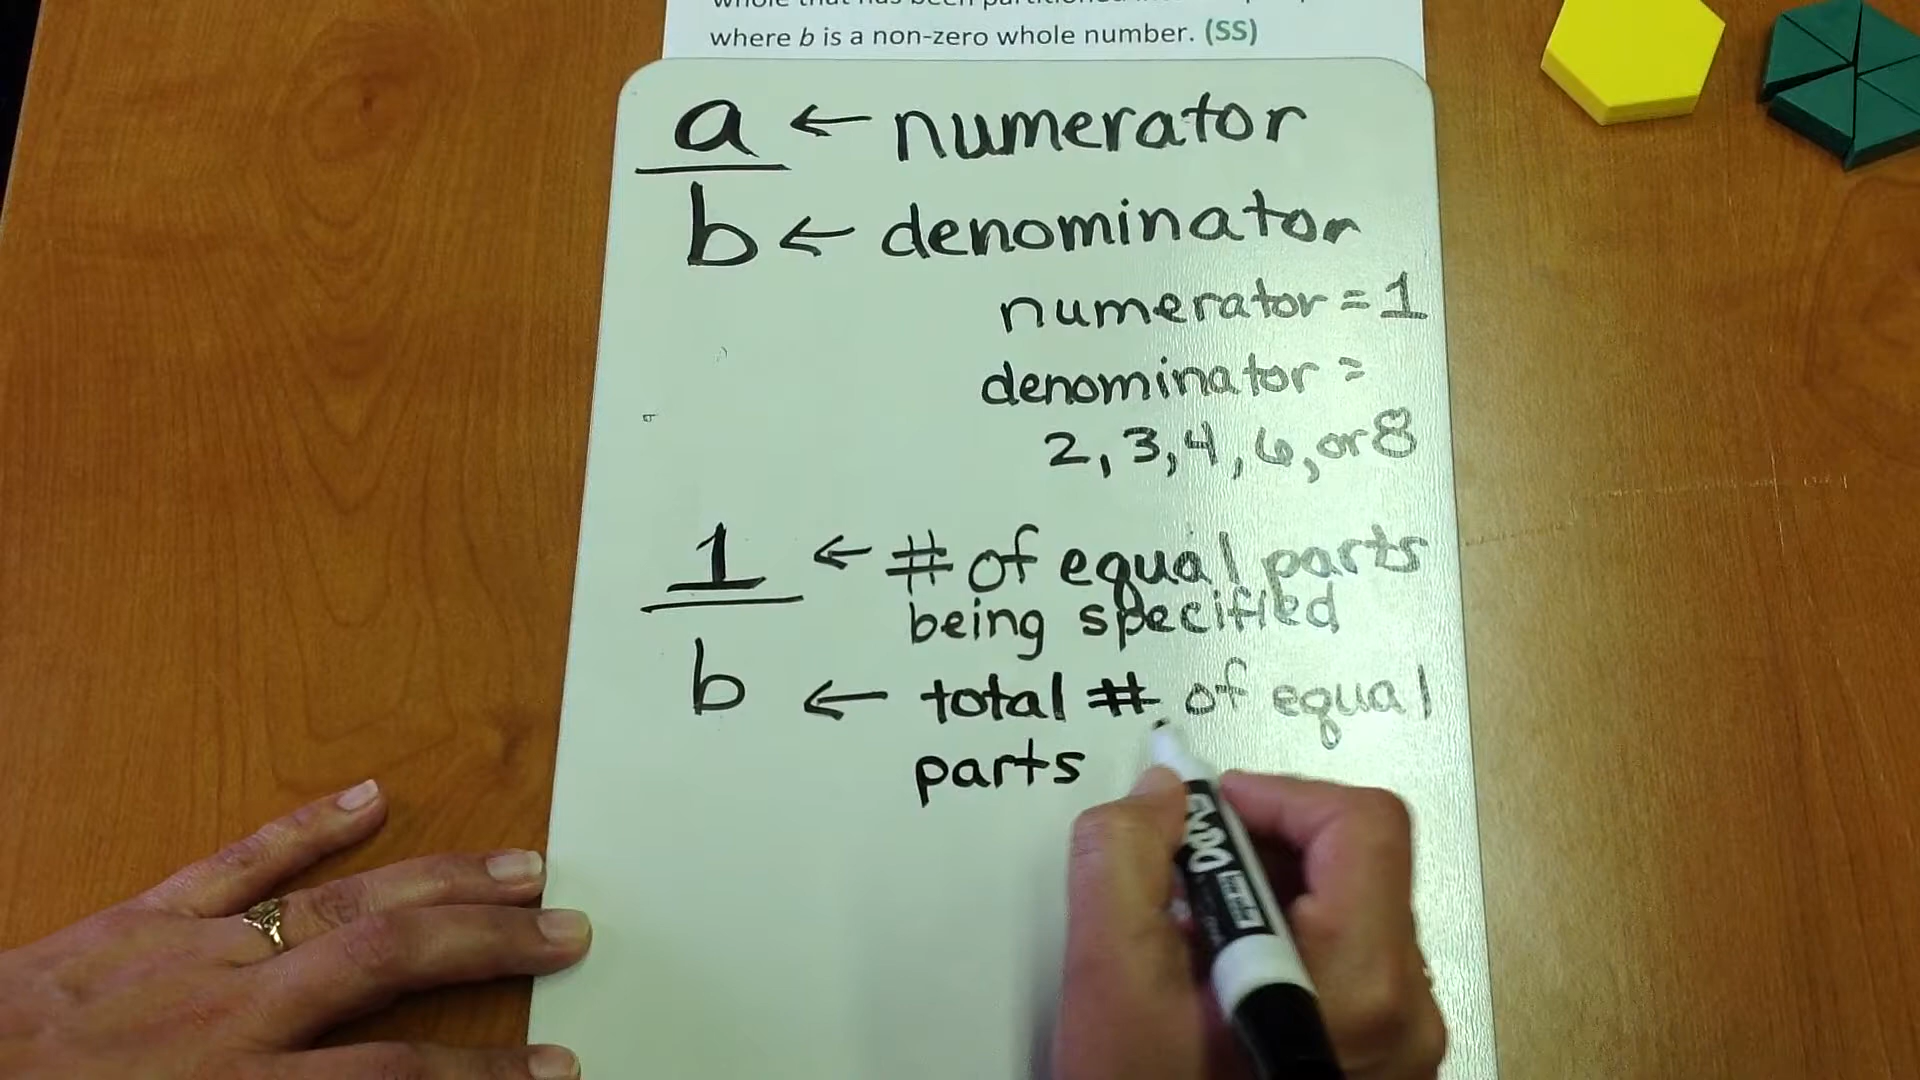 where b is a non-zero whole number. (SS)
a ← numerator
b ← denominator
numerator = 1
denominator =
2, 3, 4, 6, or 8
1 ← # of equal parts
being specified
b ← total # of equal
parts
EXPO